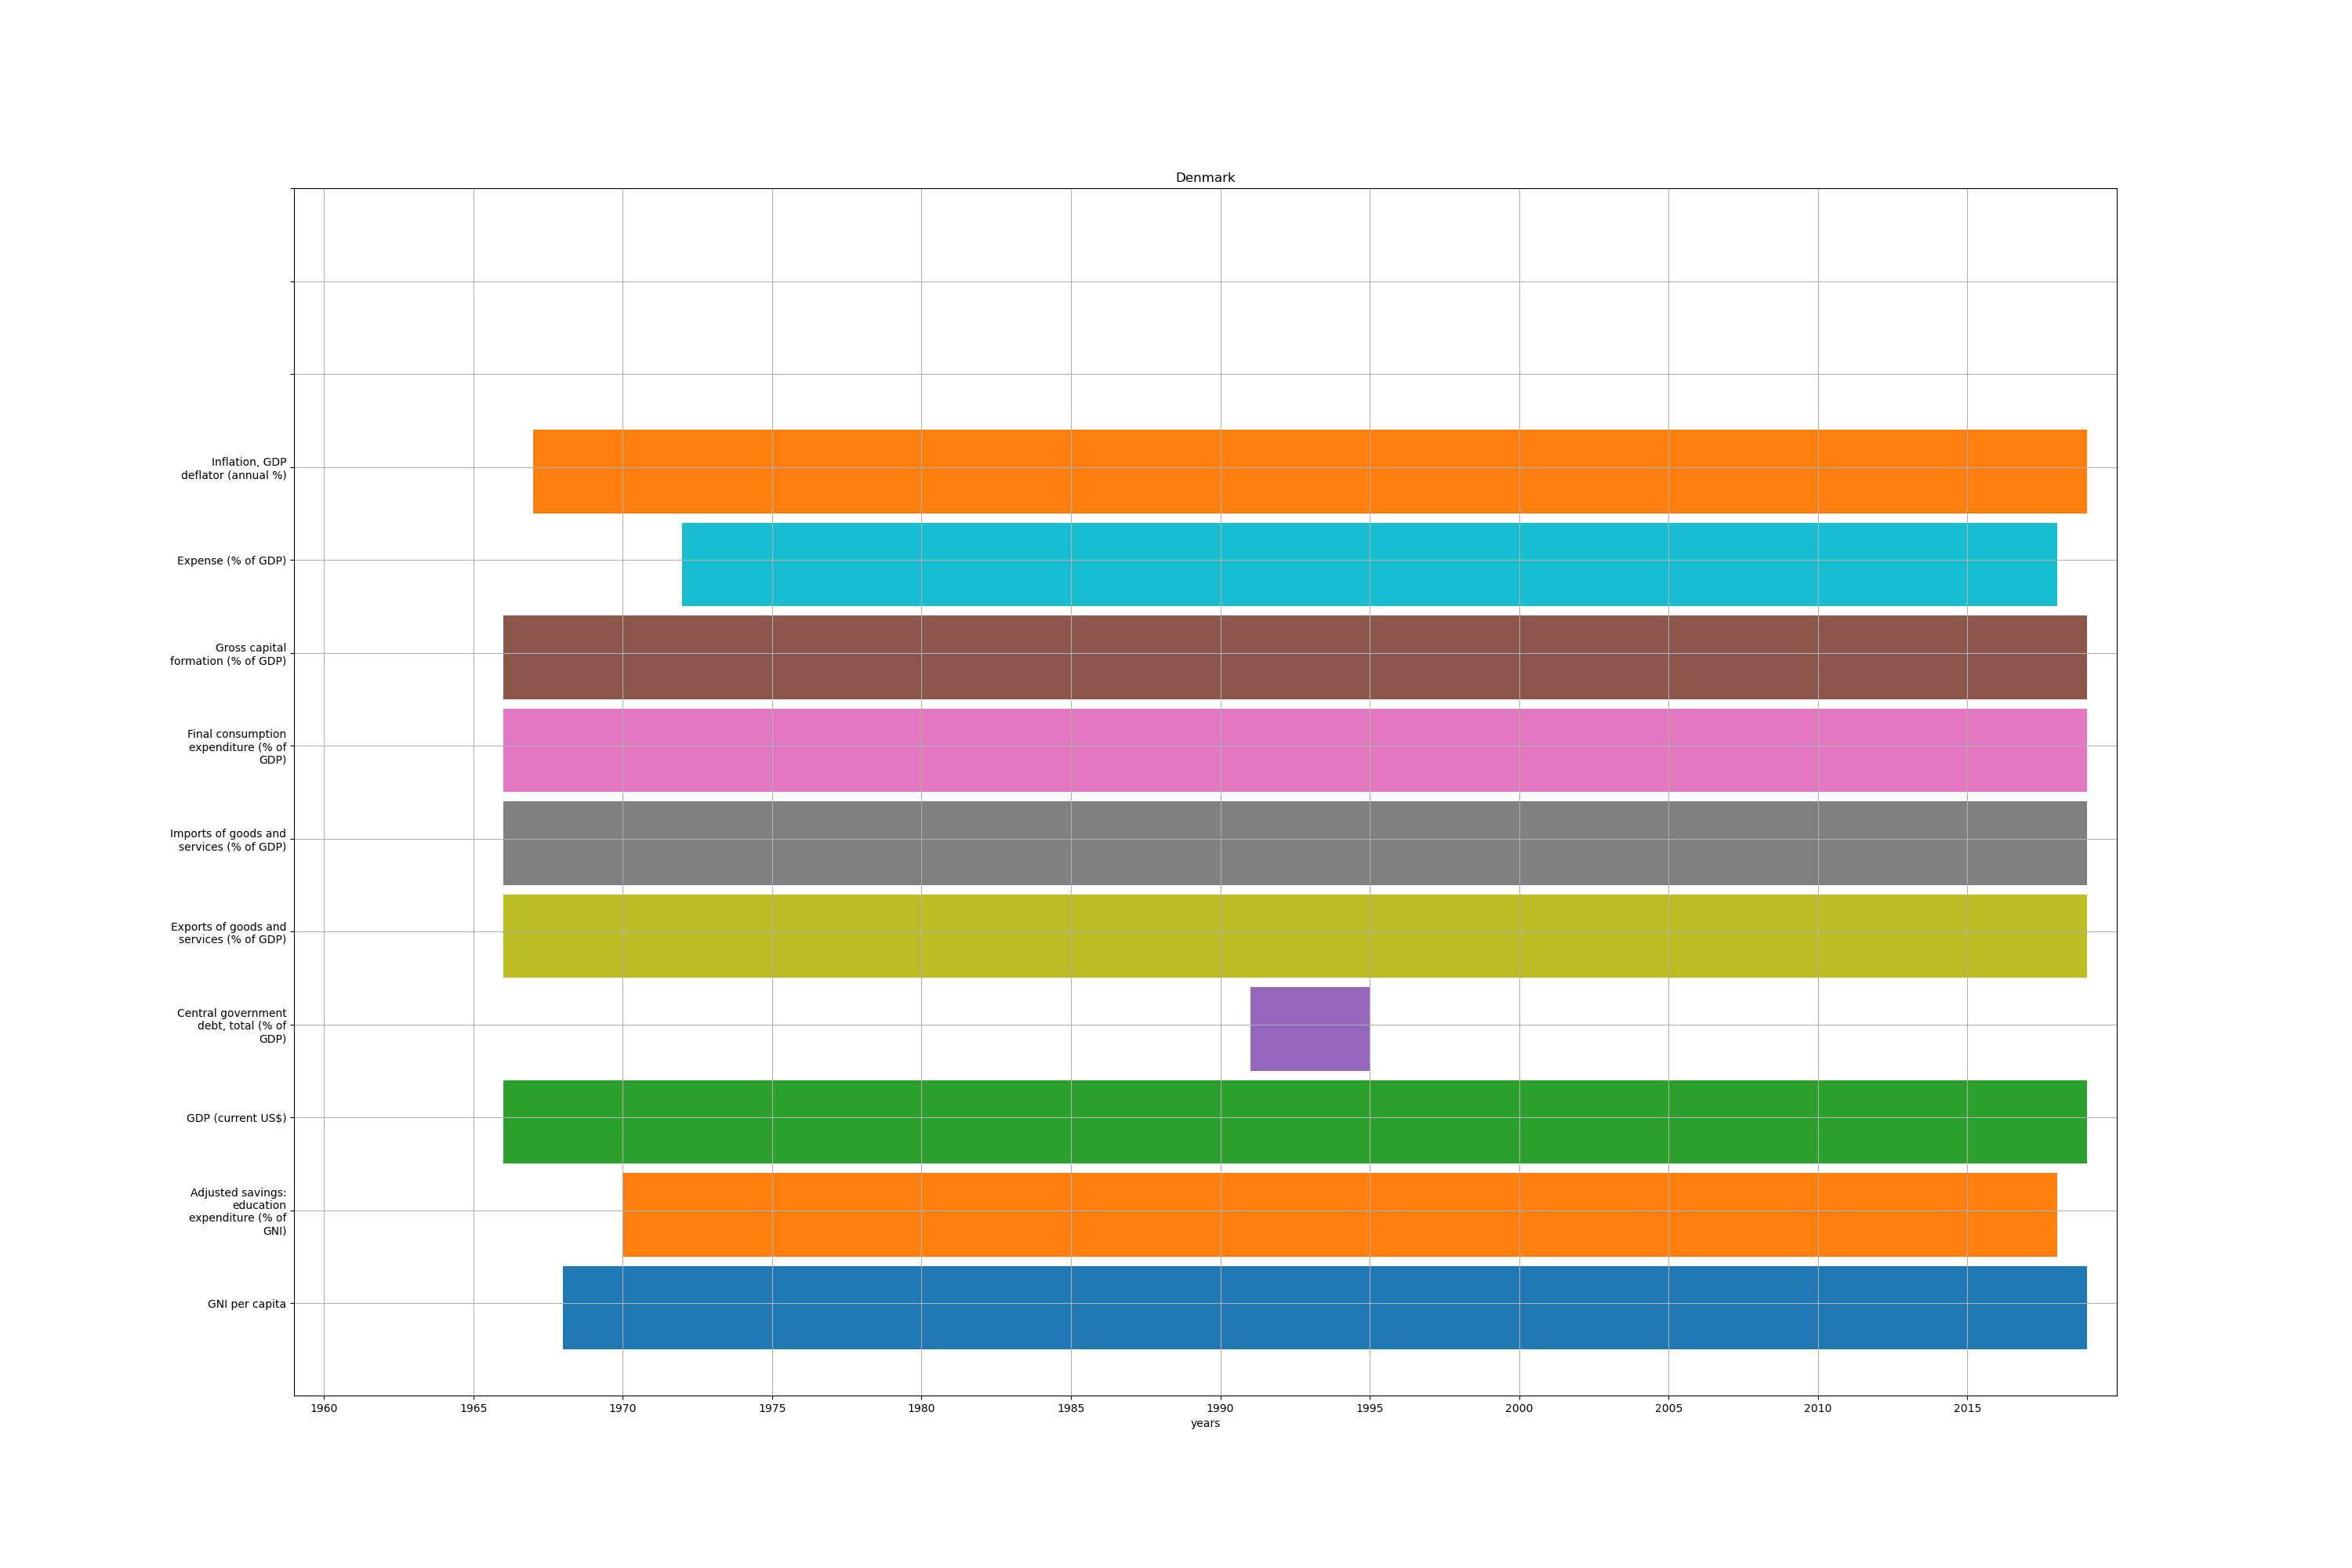 Denmark
Inflation, GDP
deflator (annual %)
Expense (% of GDP)
Gross capital
formation (% of GDP)
Final consumption
expenditure (% of
GDP)
Imports of goods and
services (% of GDP)
Exports of goods and
services (% of GDP)
Central government
debt, total (% of
GDP)
GDP (current US$)
Adjusted savings:
education
expenditure (% of
GNI)
GNI per capita
1960 1965 1970 1975 1980 1985 1990 1995 2000 2005 2010 2015
years